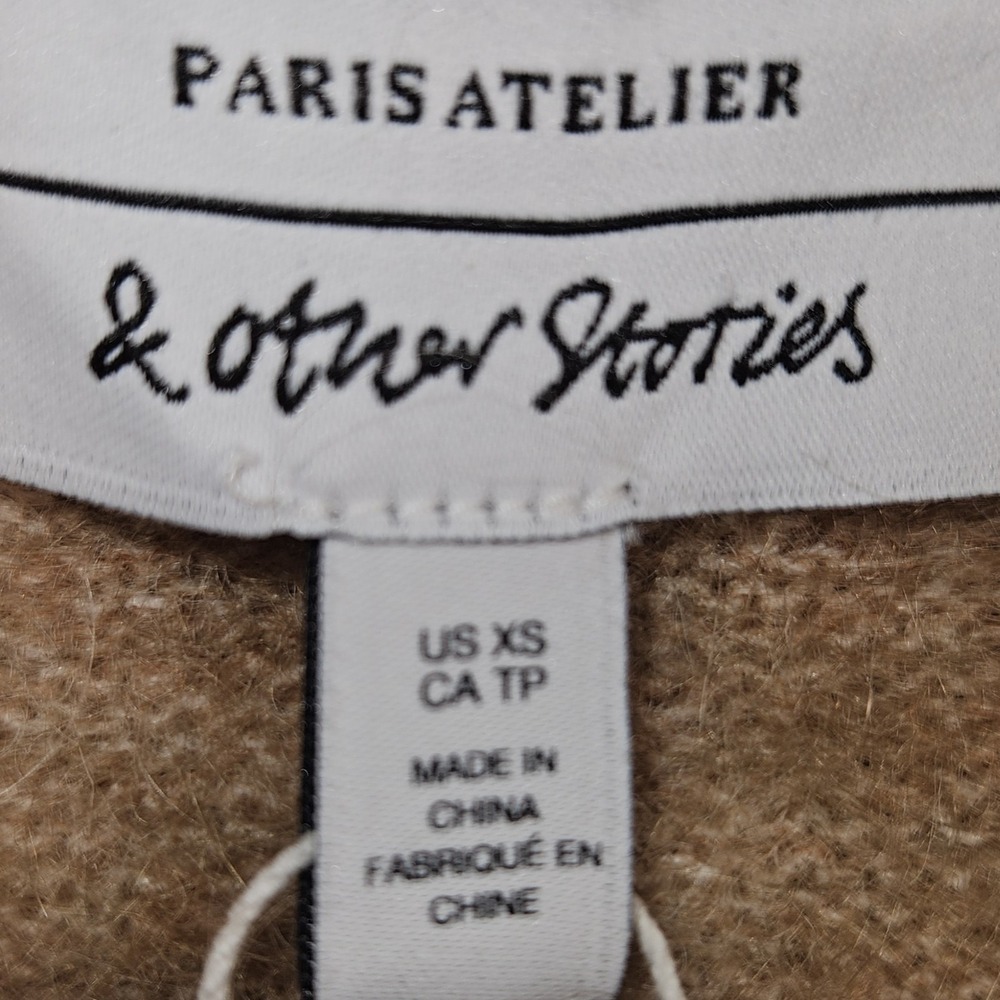 PARIS ATELIER
& Other Stories
US XS
CA TP
MADE IN
CHINA
FABRIQUÉ EN
CHINE